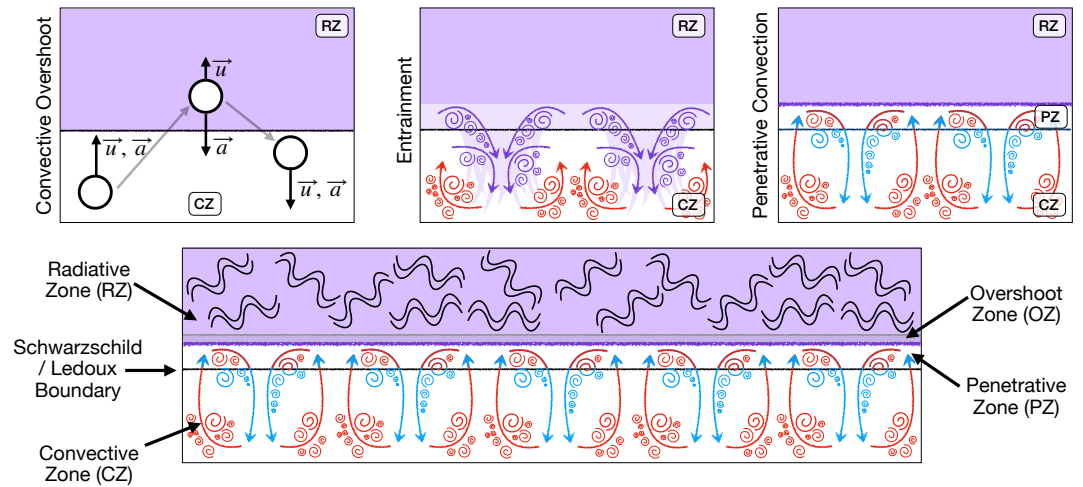 Convective Overshoot
RZ
u
u, a
a
u, a
CZ
Entrainment
RZ
CZ
Penetrative Convection
RZ
PZ
CZ
Radiative
Zone (RZ)
Schwarzschild
/ Ledoux
Boundary
Convective
Zone (CZ)
Overshoot
Zone (OZ)
Penetrative
Zone (PZ)